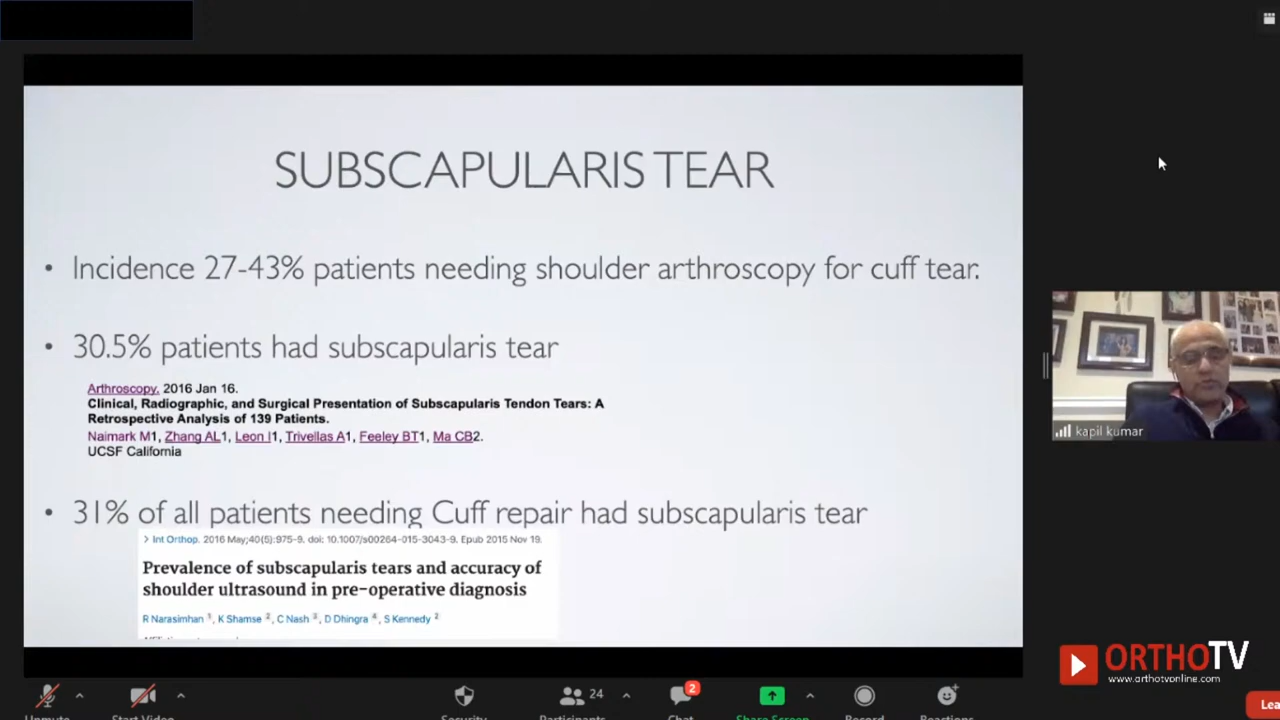 SUBSCAPULARIS TEAR
• Incidence 27-43% patients needing shoulder arthroscopy for cuff tear.
• 30.5% patients had subscapularis tear
Arthroscopy. 2016 Jan 16.
Clinical, Radiographic, and Surgical Presentation of Subscapularis Tendon Tears: A
Retrospective Analysis of 139 Patients.
Naimark M1, Zhang AL1, Leon I1, Trivellas A1, Feeley BT1, Ma CB2.
UCSF California
• 31% of all patients needing Cuff repair had subscapularis tear
> Int Orthop. 2016 May;40(5):975-9. doi: 10.1007/s00264-015-3043-9. Epub 2015 Nov 19.
Prevalence of subscapularis tears and accuracy of
shoulder ultrasound in pre-operative diagnosis
R Narasimhan 1, K Shamse 2, C Nash 3, D Dhingra 4, S Kennedy 2
kapil kumar
ORTHOTV
www.orthotvonline.com
24
2
Unmute
Start Video
Security
Participants
Chat
Share Screen
Record
Reactions
Lea